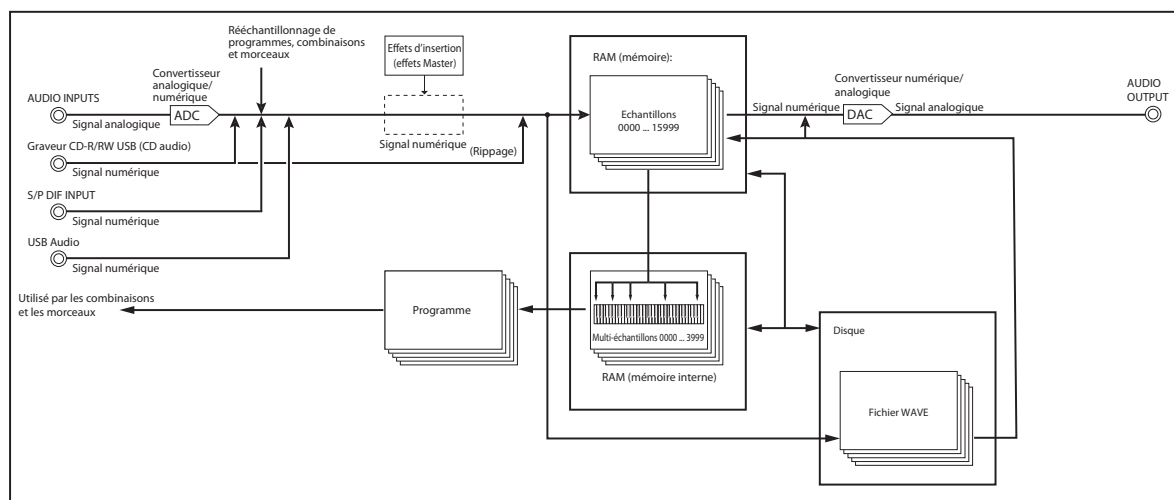 Rééchantillonnage de
programmes, combinaisons
et morceaux
Effets d'insertion
(effets Master)
RAM (mémoire):
Convertisseur
analogique/
numérique
Convertisseur numérique/
analogique
AUDIO INPUTS
ADC
Signal analogique
Signal numérique
Echantillons
0000 ... 15999
Signal numérique
DAC
Signal analogique
AUDIO
OUTPUT
Graveur CD-R/RW USB (CD audio)
(Rippage)
Signal numérique
S/P DIF INPUT
Signal numérique
USB Audio
Signal numérique
Utilisé par les combinaisons
et les morceaux
Programme
Multi-échantillons 0000 ... 3999
RAM (mémoire interne)
Disque
Fichier WAVE